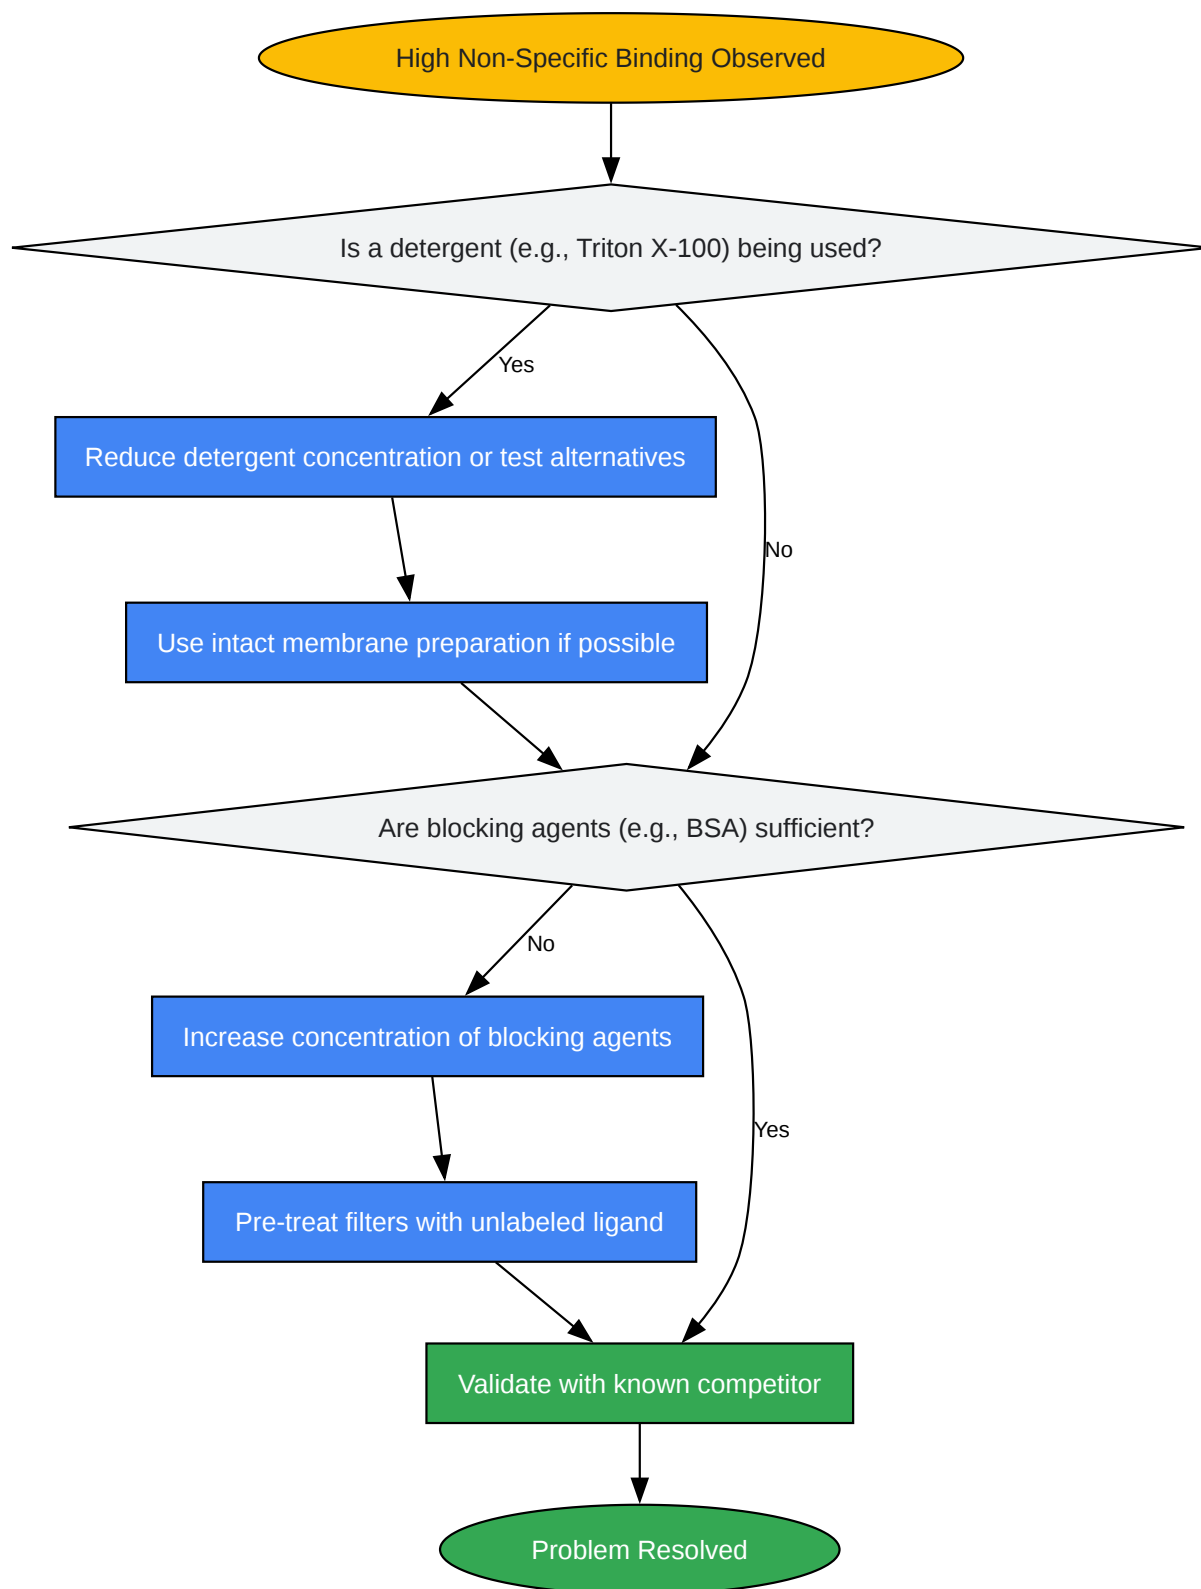 High Non-Specific Binding Observed
Is a detergent (e.g., Triton X-100) being used?
Yes
Reduce detergent concentration or test alternatives
No
Use intact membrane preparation if possible
Are blocking agents (e.g., BSA) sufficient?
No
Increase concentration of blocking agents
Yes
Pre-treat filters with unlabeled ligand
Validate with known competitor
Problem Resolved